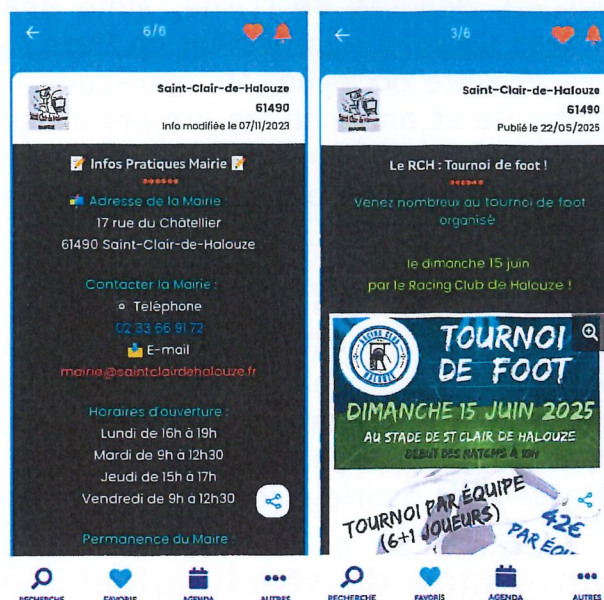 6/6
Saint-Clair-de-Halouze
61490
Info modifiée le 07/11/2023
📝 Infos Pratiques Mairie 📝
📫 Adresse de la Mairie :
17 rue du Châtellier
61490 Saint-Clair-de-Halouze
Contacter la Mairie :
Téléphone
02 33 66 91 72
📩 E-mail
mairie@saintclairdehalouze.fr
Horaires d'ouverture :
Lundi de 16h à 19h
Mardi de 9h à 12h30
Jeudi de 15h à 17h
Vendredi de 9h à 12h30
Permanence du Maire
RECHERCHE
FAVORIS
AGENDA
AUTRES
3/6
Saint-Clair-de-Halouze
61490
Publié le 22/05/2025
Le RCH : Tournoi de foot !
Venez nombreux au tournoi de foot
organisé
le dimanche 15 juin
par le Racing Club de Halouze !
RACING CLUB
HALOUZE
TOURNOI
DE FOOT
DIMANCHE 15 JUIN 2025
AU STADE DE ST CLAIR DE HALOUZE
DEBUT DES MATCHS À 10H
TOURNOI PAR ÉQUIPE
(6+1 JOUEURS)
42€
PAR ÉQUI
RECHERCHE
FAVORIS
AGENDA
AUTRES